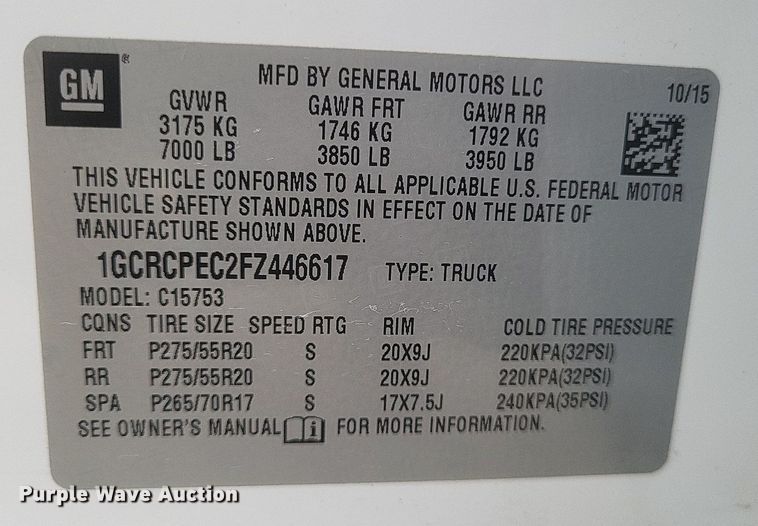 GM®
MFD BY GENERAL MOTORS LLC
10/15
GVWR GAWR FRT GAWR RR
3175 KG 1746 KG 1792 KG
7000 LB 3850 LB 3950 LB
THIS VEHICLE CONFORMS TO ALL APPLICABLE U.S. FEDERAL MOTOR
VEHICLE SAFETY STANDARDS IN EFFECT ON THE DATE OF
MANUFACTURE SHOWN ABOVE.
1GCRCPEC2FZ446617 TYPE: TRUCK
MODEL: C15753
CQNS TIRE SIZE SPEED RTG RIM COLD TIRE PRESSURE
FRT P275/55R20 S 20X9J 220KPA(32PSI)
RR P275/55R20 S 20X9J 220KPA(32PSI)
SPA P265/70R17 S 17X7.5J 240KPA(35PSI)
SEE OWNER'S MANUAL i FOR MORE INFORMATION.
Purple Wave Auction